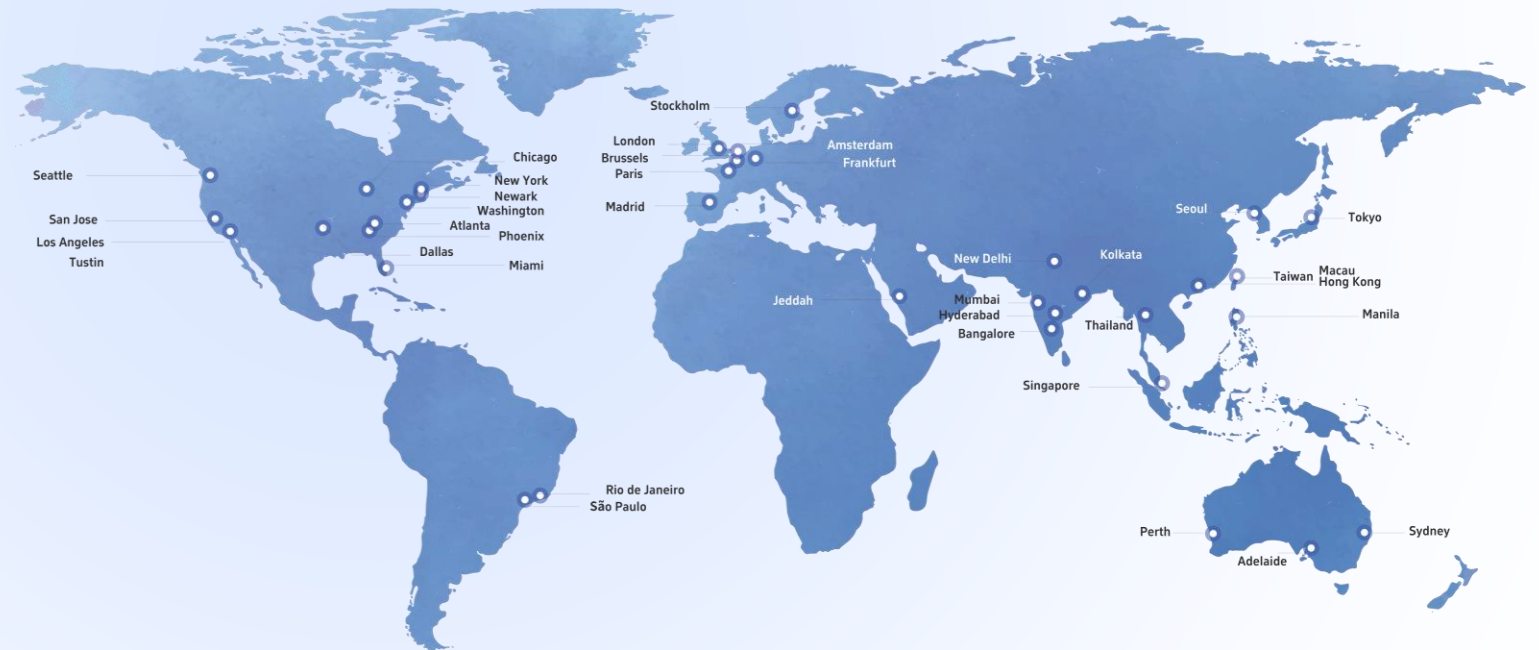 Stockholm
London
Amsterdam
Brussels
Frankfurt
Chicago
Paris
Seattle
New York
Newark
Madrid
Washington
Seoul
San Jose
Tokyo
Atlanta
Phoenix
Los Angeles
Dallas
Kolkata
New Delhi
Tustin
Miami
Macau
Taiwan
Hong Kong
Jeddah
Mumbai
Hyderabad
Manila
Thailand
Bangalore
Singapore
Rio de Janeiro
São Paulo
Perth
Sydney
Adelaide